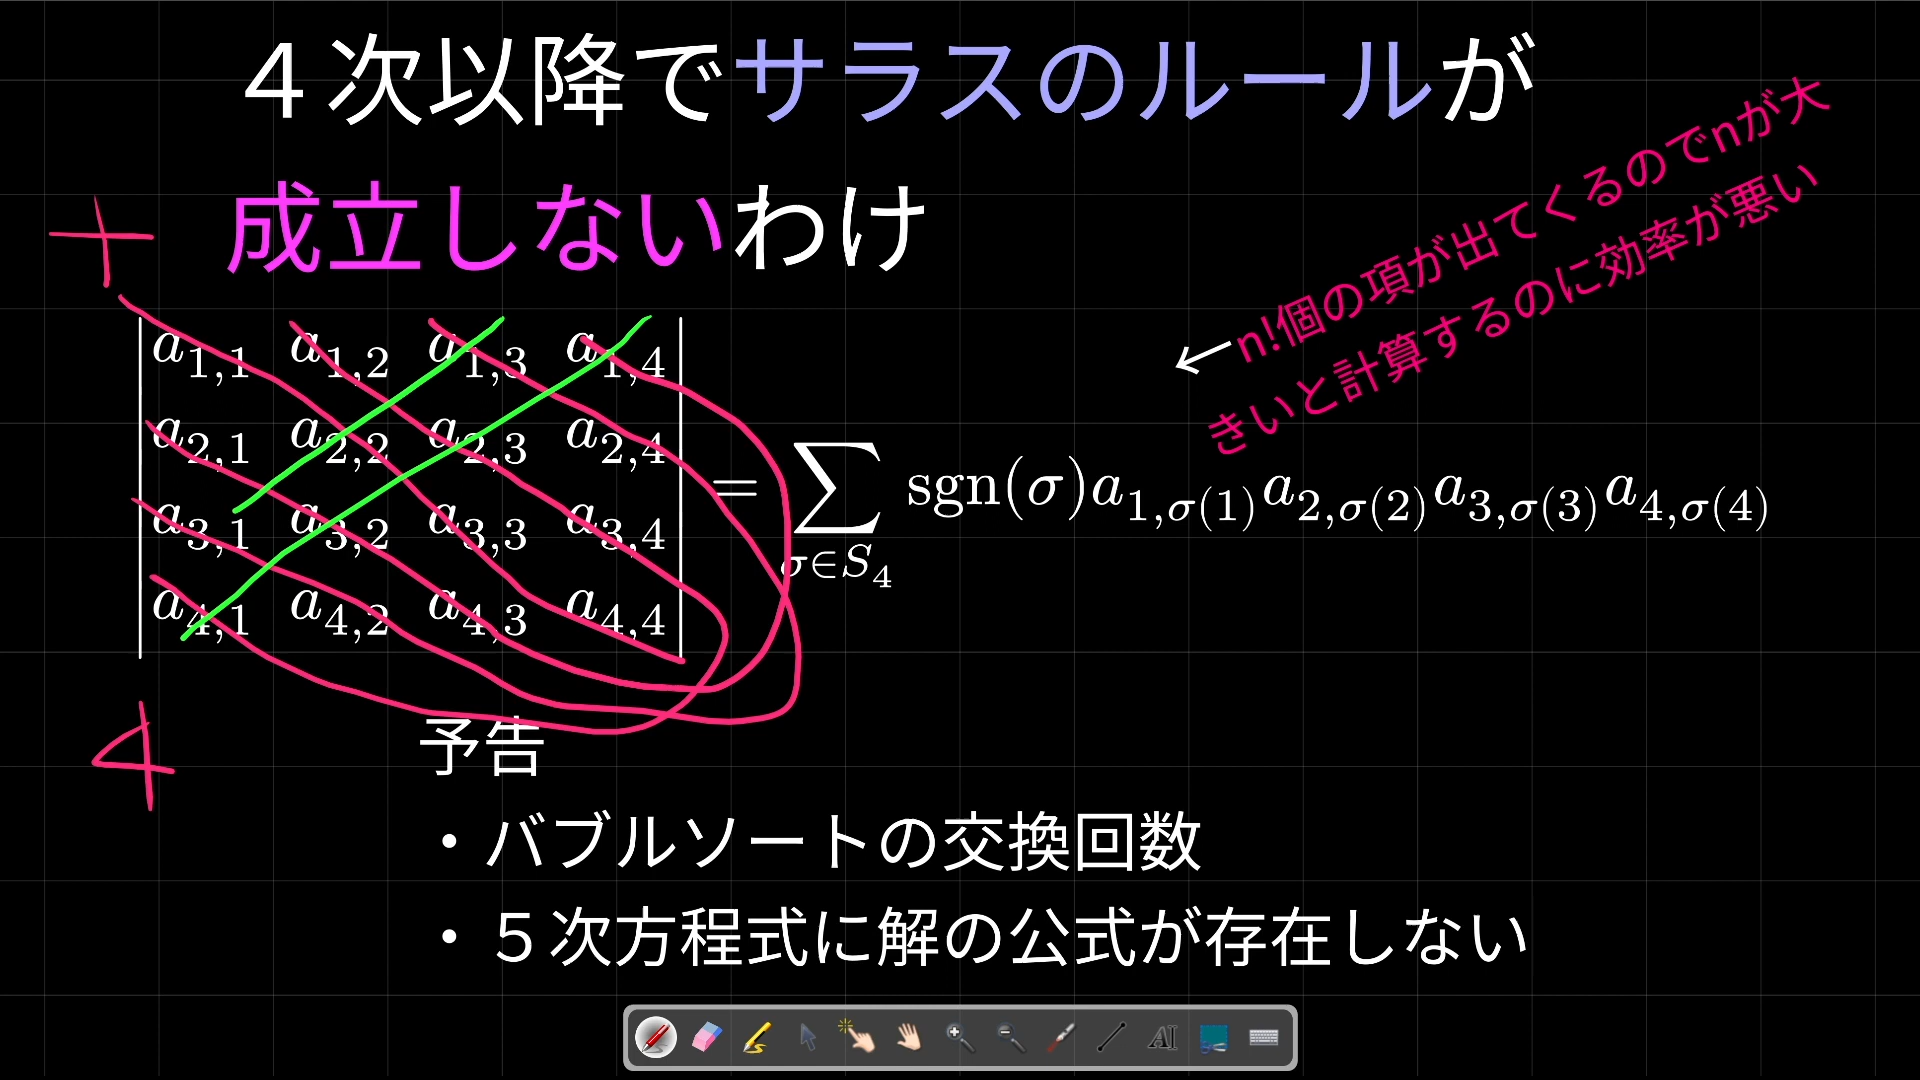 ４次以降でサラスのルールが
成立しないわけ
←n!個の項が出てくるのでnが大
きいと計算するのに効率が悪い
+
a1,1 a1,2 a1,3 a1,4
a2,1 a2,2 a2,3 a2,4
a3,1 a3,2 a3,3 a3,4
a4,1 a4,2 a4,3 a4,4
= ∑ sgn(σ)a1,σ(1)a2,σ(2)a3,σ(3)a4,σ(4)
σ∈S4
4
予告
・バブルソートの交換回数
・５次方程式に解の公式が存在しない
AI